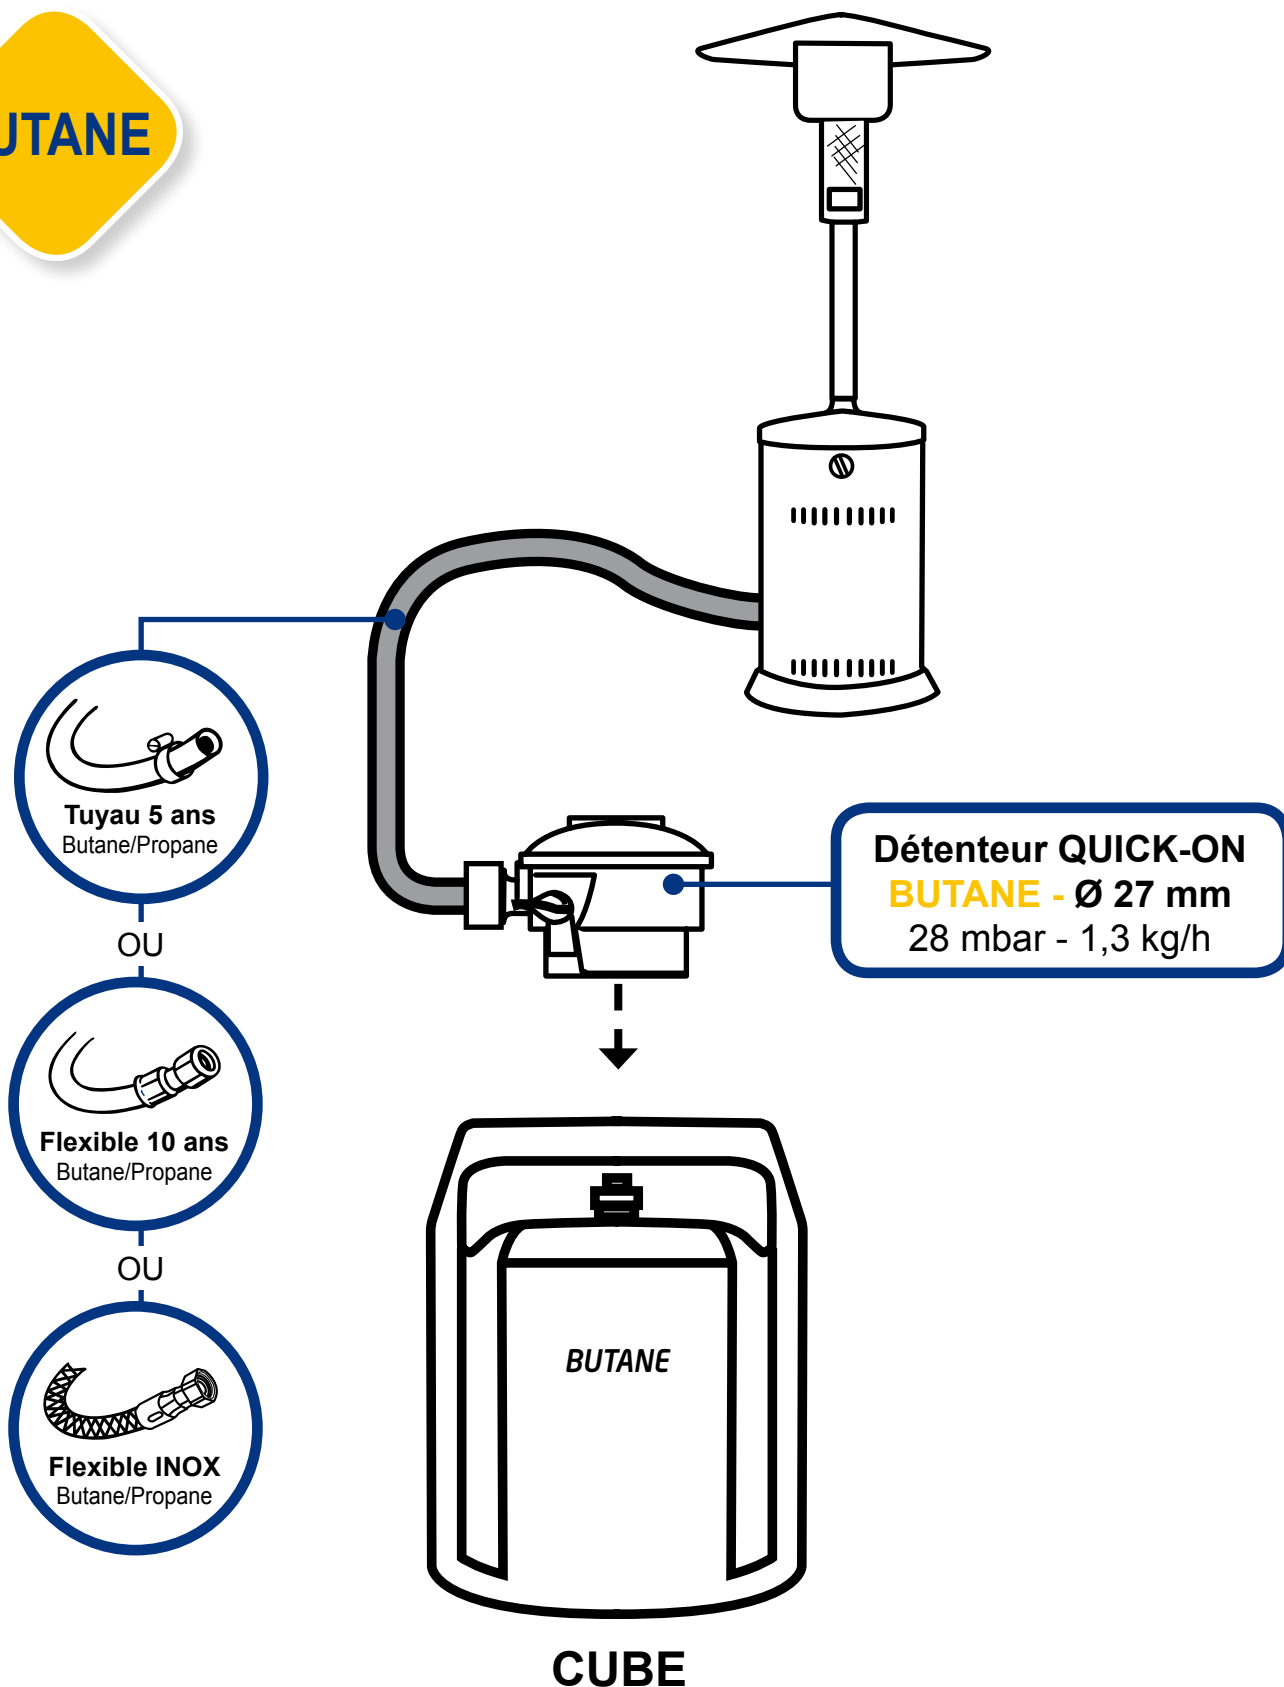 UTANE
Tuyau 5 ans
Butane/Propane
OU
Flexible 10 ans
Butane/Propane
OU
Flexible INOX
Butane/Propane
Détenteur QUICK-ON
BUTANE - Ø 27 mm
28 mbar - 1,3 kg/h
BUTANE
CUBE